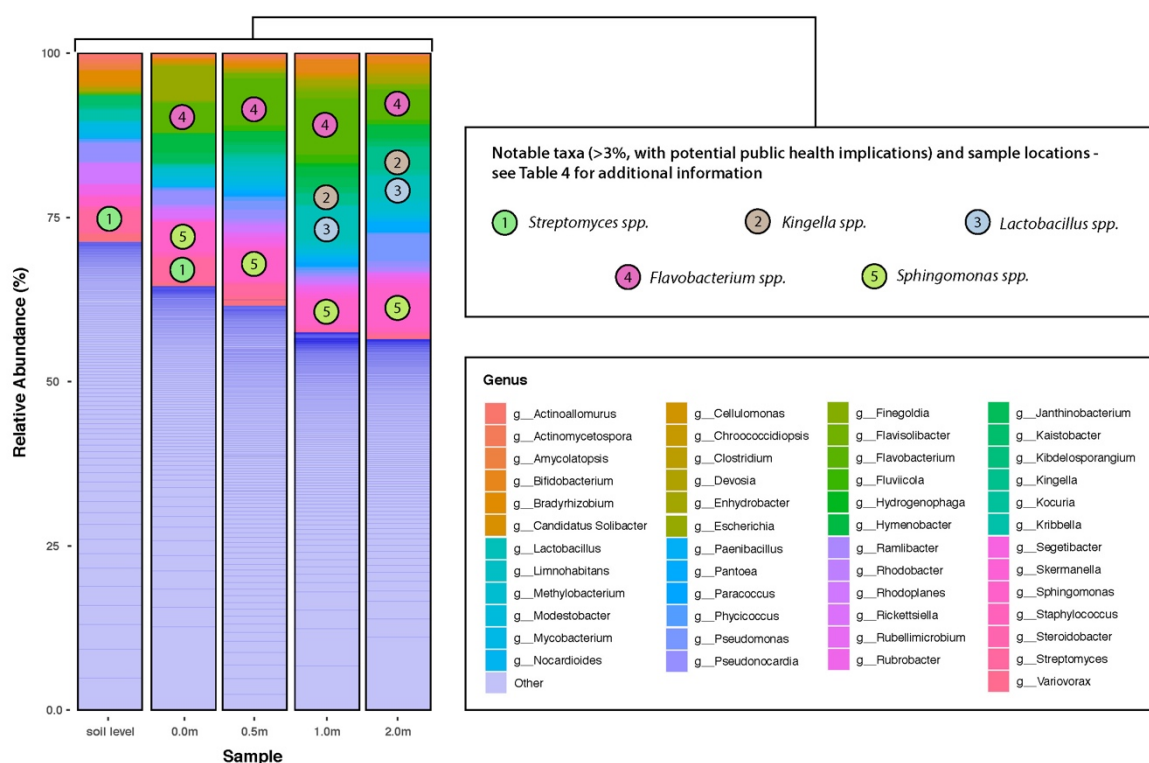 100
75
50
25
0.0
Relative Abundance (%)
4
4
4
4
2
2
3
3
1
5
1
5
5
5
soil level
0.0m
0.5m
1.0m
2.0m
Sample
Notable taxa (>3%, with potential public health implications) and sample locations -
see Table 4 for additional information
1 Streptomyces spp.
2 Kingella spp.
3 Lactobacillus spp.
4 Flavobacterium spp.
5 Sphingomonas spp.
Genus
g__Actinoallomurus
g__Actinomycetospora
g__Amycolatopsis
g__Bifidobacterium
g__Bradyrhizobium
g__Candidatus Solibacter
g__Lactobacillus
g__Limnohabitans
g__Methylobacterium
g__Modestobacter
g__Mycobacterium
g__Nocardioides
Other
g__Cellulomonas
g__Chroococcidiopsis
g__Clostridium
g__Devosia
g__Enhydrobacter
g__Escherichia
g__Paenibacillus
g__Pantoea
g__Paracoccus
g__Phycicoccus
g__Pseudomonas
g__Pseudonocardia
g__Finegoldia
g__Flavisolibacter
g__Flavobacterium
g__Fluviicola
g__Hydrogenophaga
g__Hymenobacter
g__Ramlibacter
g__Rhodobacter
g__Rhodoplanes
g__Rickettsiella
g__Rubellimicrobium
g__Rubrobacter
g__Janthinobacterium
g__Kaistobacter
g__Kibdelosporangium
g__Kingella
g__Kocuria
g__Kribbella
g__Segetibacter
g__Skermanella
g__Sphingomonas
g__Staphylococcus
g__Steroidobacter
g__Streptomyces
g__Variovorax